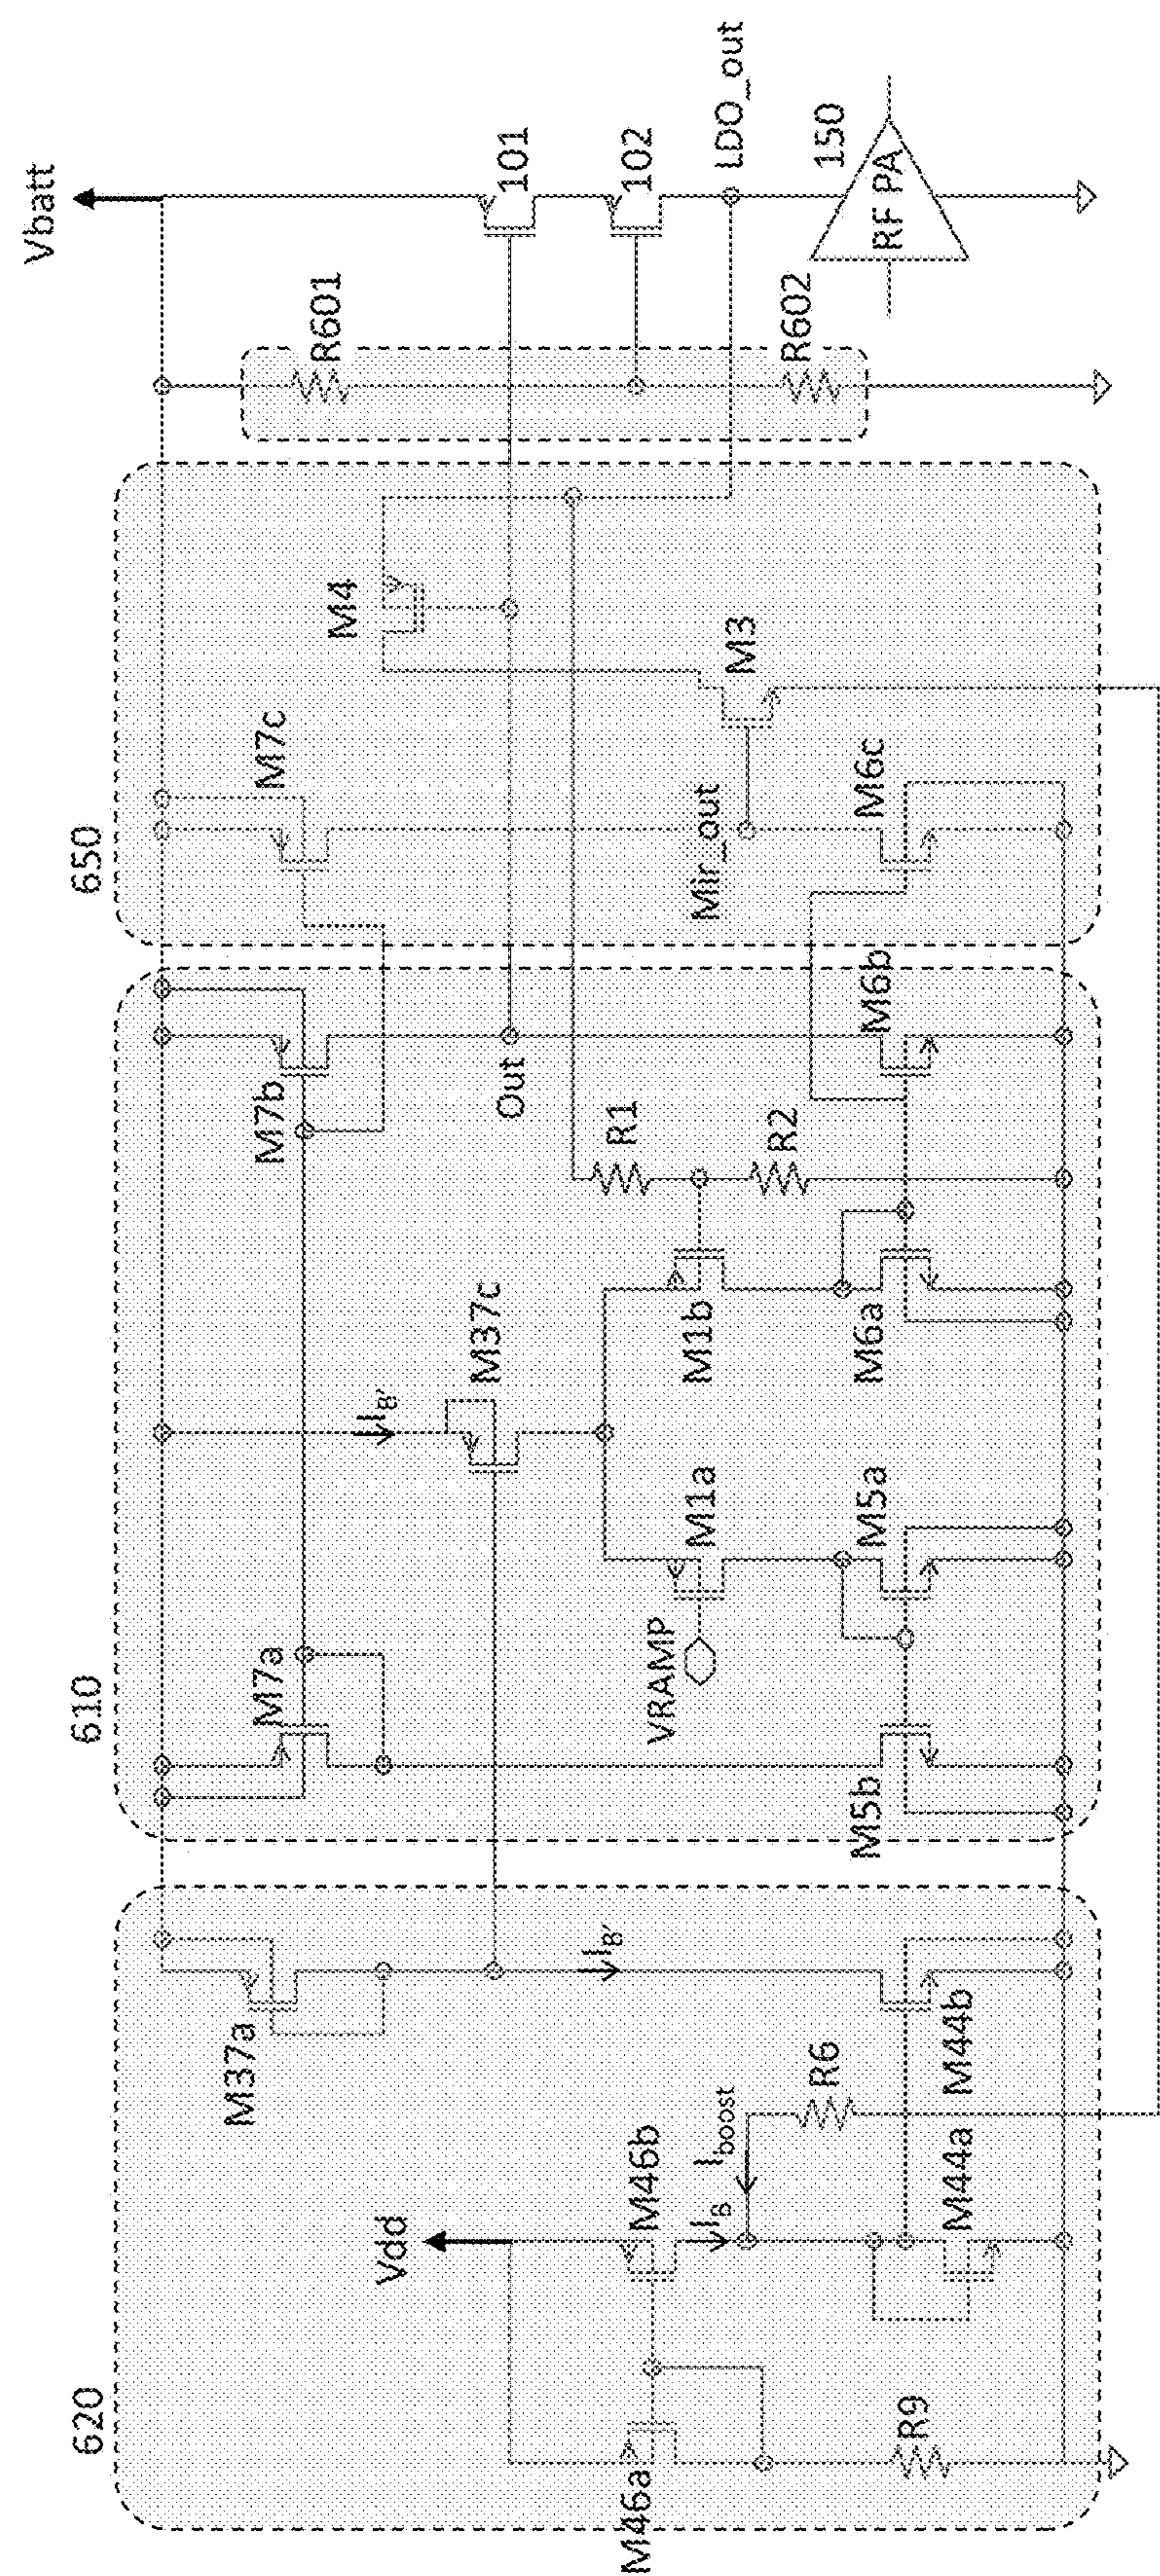 620
610
650
Vbatt
M37a
M7a
M7b
M7c
M4
R601
101
Vdd
IB'
M37c
Out
102
M46a
M46b
IB
Iboost
IB'
VRAMP
M1a
M1b
R1
Mir_out
M3
LDO_out
R9
M44a
R6
M44b
M5b
M5a
M6a
R2
M6b
M6c
R602
150
RF PA